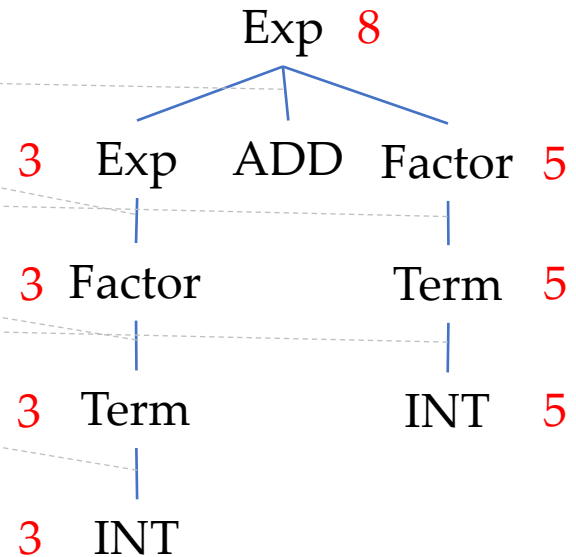 Exp 8
3 Exp ADD Factor 5
3 Factor Term 5
3 Term INT 5
3 INT